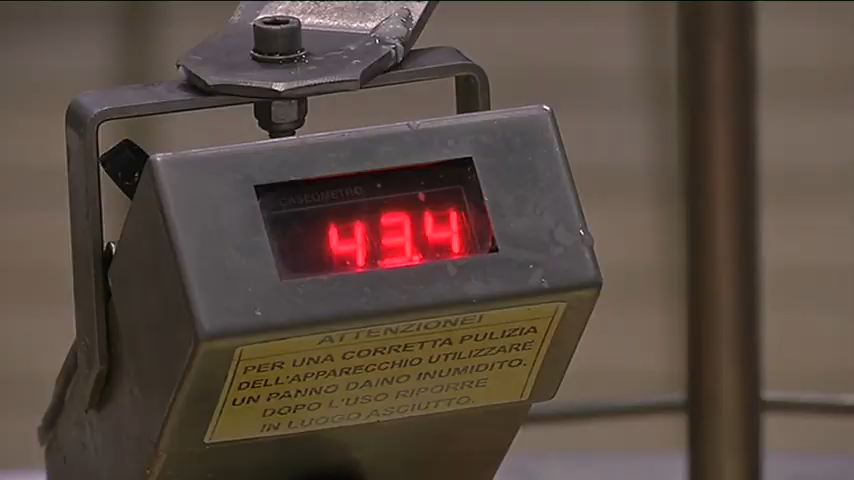 CASEOMETRO
43.4
ATTENZIONE!
PER UNA CORRETTA PULIZIA
DELL'APPARECCHIO UTILIZZARE
UN PANNO DAINO INUMIDITO.
DOPO L'USO RIPORRE
IN LUOGO ASCIUTTO.